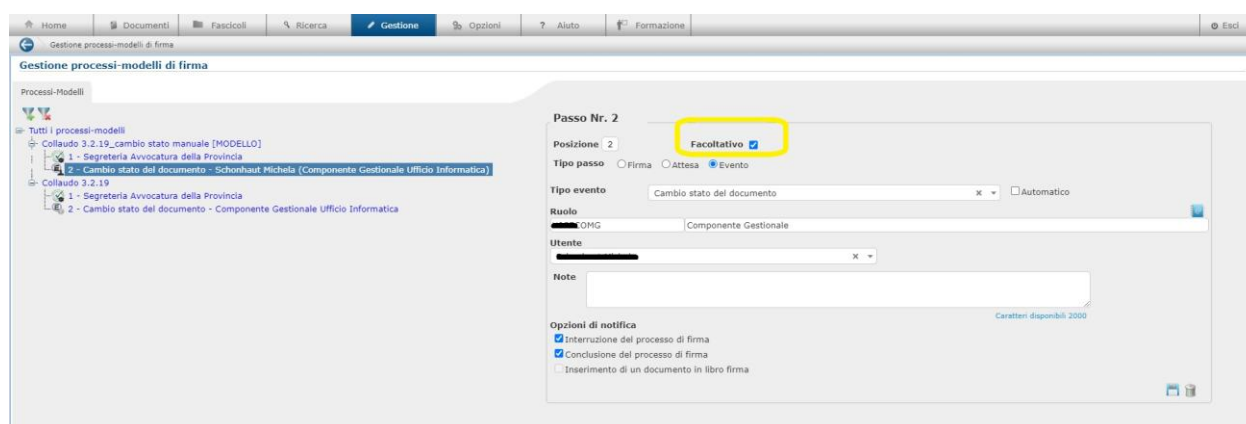 Home Documenti Fascicoli Ricerca Gestione Opzioni ? Aiuto Formazione Esci
Gestione processi-modelli di firma
Gestione processi-modelli di firma
Processi-Modelli
Tutti i processi-modelli
Collaudo 3.2.19_cambio stato manuale [MODELLO]
1 - Segreteria Avvocatura della Provincia
2 - Cambio stato del documento - Schonhaut Michela (Componente Gestionale Ufficio Informatica)
Collaudo 3.2.19
1 - Segreteria Avvocatura della Provincia
2 - Cambio stato del documento - Componente Gestionale Ufficio Informatica
Passo Nr. 2
Posizione 2 Facoltativo
Tipo passo Firma Attesa Evento
Tipo evento Cambio stato del documento x Automatico
Ruolo
COMG Componente Gestionale
Utente
x
Note
Caratteri disponibili 2000
Opzioni di notifica
Interruzione del processo di firma
Conclusione del processo di firma
Inserimento di un documento in libro firma